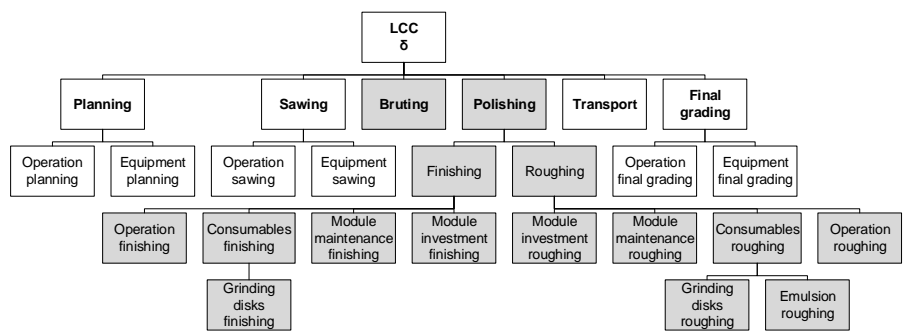 LCC
δ
Planning
Sawing
Bruting
Polishing
Transport
Final
grading
Operation
planning
Equipment
planning
Operation
sawing
Equipment
sawing
Finishing
Roughing
Operation
final grading
Equipment
final grading
Operation
finishing
Consumables
finishing
Module
maintenance
finishing
Module
investment
finishing
Module
investment
roughing
Module
maintenance
roughing
Consumables
roughing
Operation
roughing
Grinding
disks
finishing
Grinding
disks
roughing
Emulsion
roughing